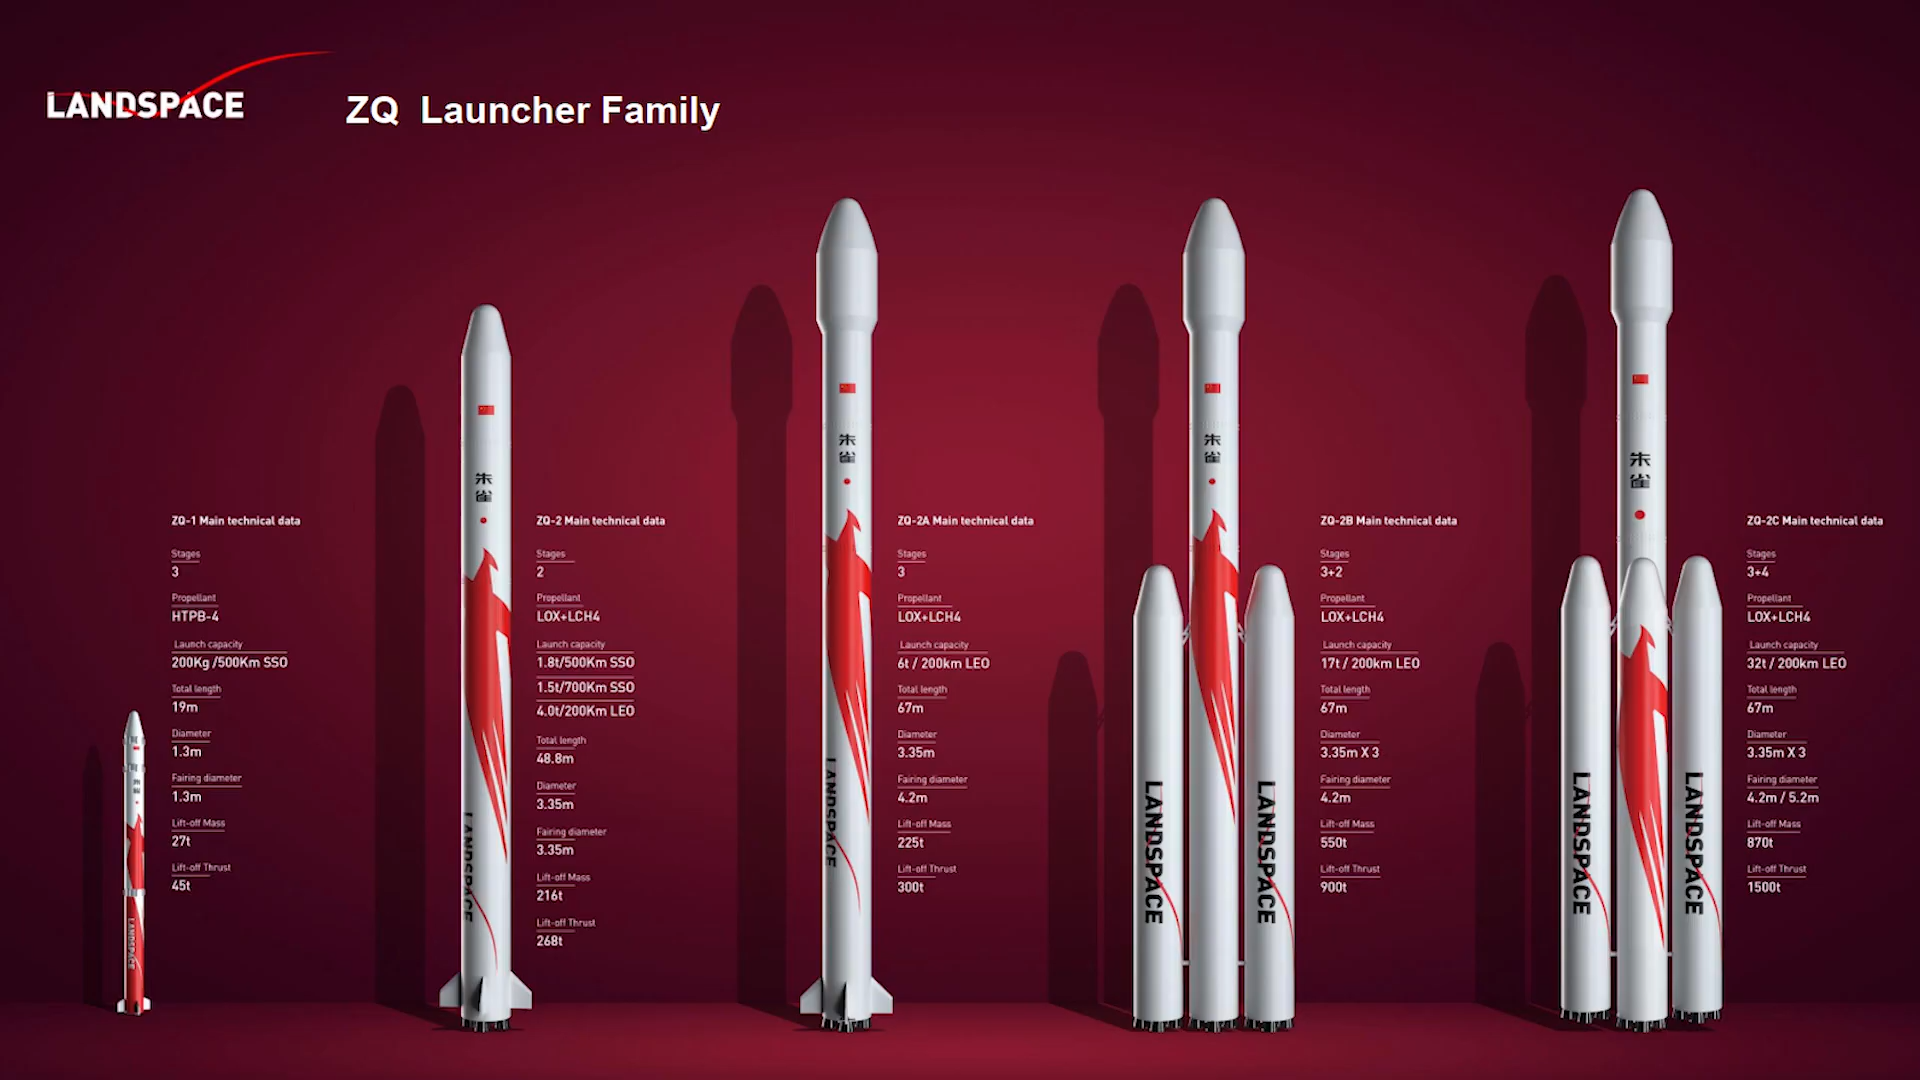 LANDSPACE
ZQ Launcher Family
ZQ-1 Main technical data
Stages
3
Propellant
HTPB-4
Launch capacity
200Kg /500Km SSO
Total length
19m
Diameter
1.3m
Fairing diameter
1.3m
Lift-off Mass
27t
Lift-off Thrust
45t
LANDSPACE
朱
雀
LANDSPACE
ZQ-2 Main technical data
Stages
2
Propellant
LOX+LCH4
Launch capacity
1.8t/500Km SSO
1.5t/700Km SSO
4.0t/200Km LEO
Total length
48.8m
Diameter
3.35m
Fairing diameter
3.35m
Lift-off Mass
216t
Lift-off Thrust
268t
朱
雀
LANDSPACE
ZQ-2A Main technical data
Stages
3
Propellant
LOX+LCH4
Launch capacity
6t / 200km LEO
Total length
67m
Diameter
3.35m
Fairing diameter
4.2m
Lift-off Mass
225t
Lift-off Thrust
300t
朱
雀
LANDSPACE
LANDSPACE
ZQ-2B Main technical data
Stages
3+2
Propellant
LOX+LCH4
Launch capacity
17t / 200km LEO
Total length
67m
Diameter
3.35m X 3
Fairing diameter
4.2m
Lift-off Mass
550t
Lift-off Thrust
900t
朱
雀
LANDSPACE
LANDSPACE
ZQ-2C Main technical data
Stages
3+4
Propellant
LOX+LCH4
Launch capacity
32t / 200km LEO
Total length
67m
Diameter
3.35m X 3
Fairing diameter
4.2m / 5.2m
Lift-off Mass
870t
Lift-off Thrust
1500t